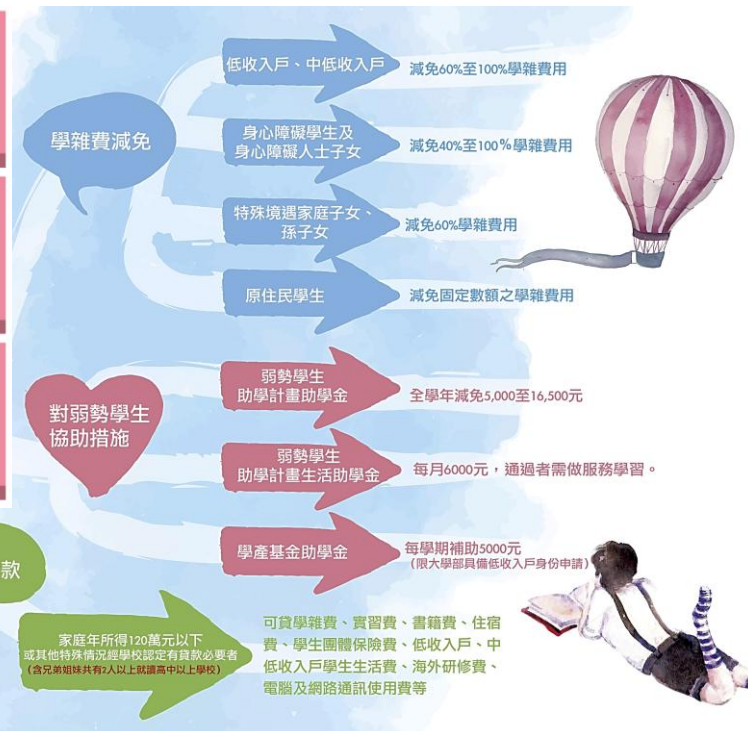 學雜費減免
低收入戶、中低收入戶
減免60%至100%學雜費用
身心障礙學生及
身心障礙人士子女
減免40%至100%學雜費用
特殊境遇家庭子女、
孫子女
減免60%學雜費用
原住民學生
減免固定數額之學雜費用
對弱勢學生
協助措施
弱勢學生
助學計畫助學金
全學年減免5,000至16,500元
弱勢學生
助學計畫生活助學金
每月6000元，通過者需做服務學習。
學產基金助學金
每學期補助5000元
(限大學部具備低收入戶身份申請)
款
家庭年所得120萬元以下
或其他特殊情況經學校認定有貸款必要者
(含兄弟姐妹共有2人以上就讀高中以上學校)
可貸學雜費、實習費、書籍費、住宿
費、學生團體保險費、低收入戶、中
低收入戶學生生活費、海外研修費、
電腦及網路通訊使用費等